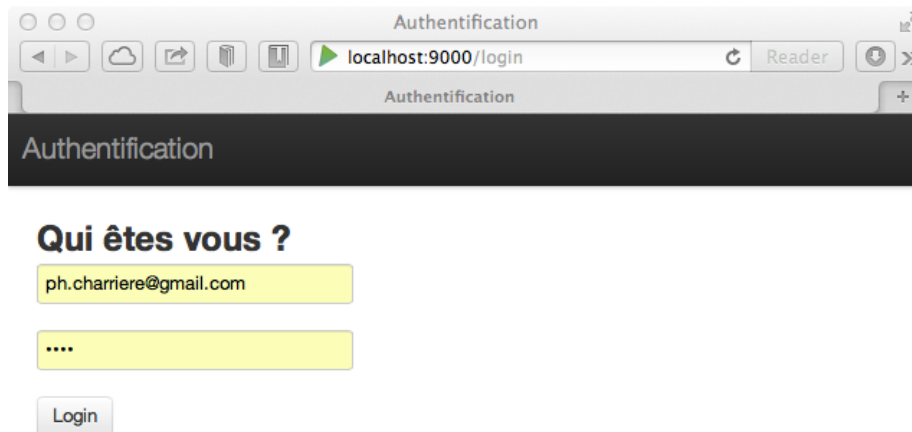 Authentification
localhost:9000/login
Reader
Authentification
Authentification
Qui êtes vous ?
ph.charriere@gmail.com
••••
Login